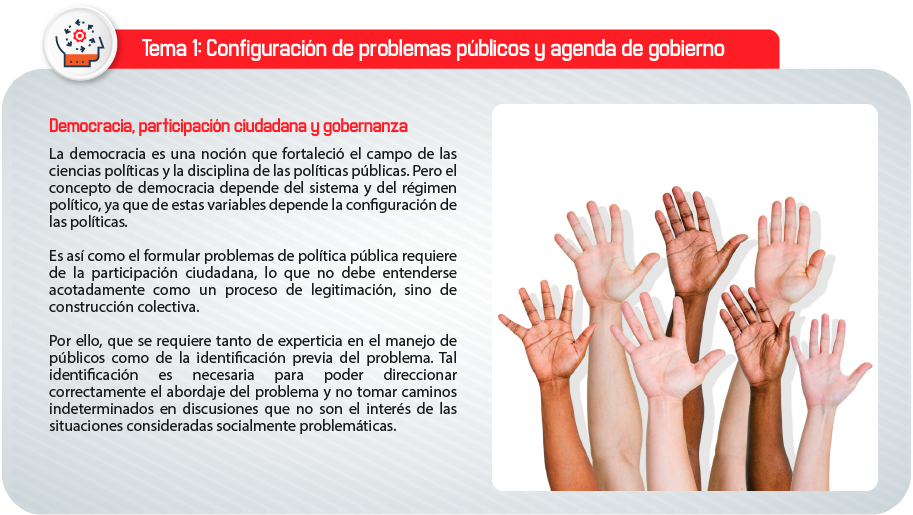 Tema 1: Configuración de problemas públicos y agenda de gobierno
Democracia, participación ciudadana y gobernanza
La democracia es una noción que fortaleció el campo de las
ciencias políticas y la disciplina de las políticas públicas. Pero el
concepto de democracia depende del sistema y del régimen
político, ya que de estas variables depende la configuración de
las políticas.
Es así como el formular problemas de política pública requiere
de la participación ciudadana, lo que no debe entenderse
acotadamente como un proceso de legitimación, sino de
construcción colectiva.
Por ello, que se requiere tanto de experticia en el manejo de
públicos como de la identificación previa del problema. Tal
identificación es necesaria para poder direccionar
correctamente el abordaje del problema y no tomar caminos
indeterminados en discusiones que no son el interés de las
situaciones consideradas socialmente problemáticas.